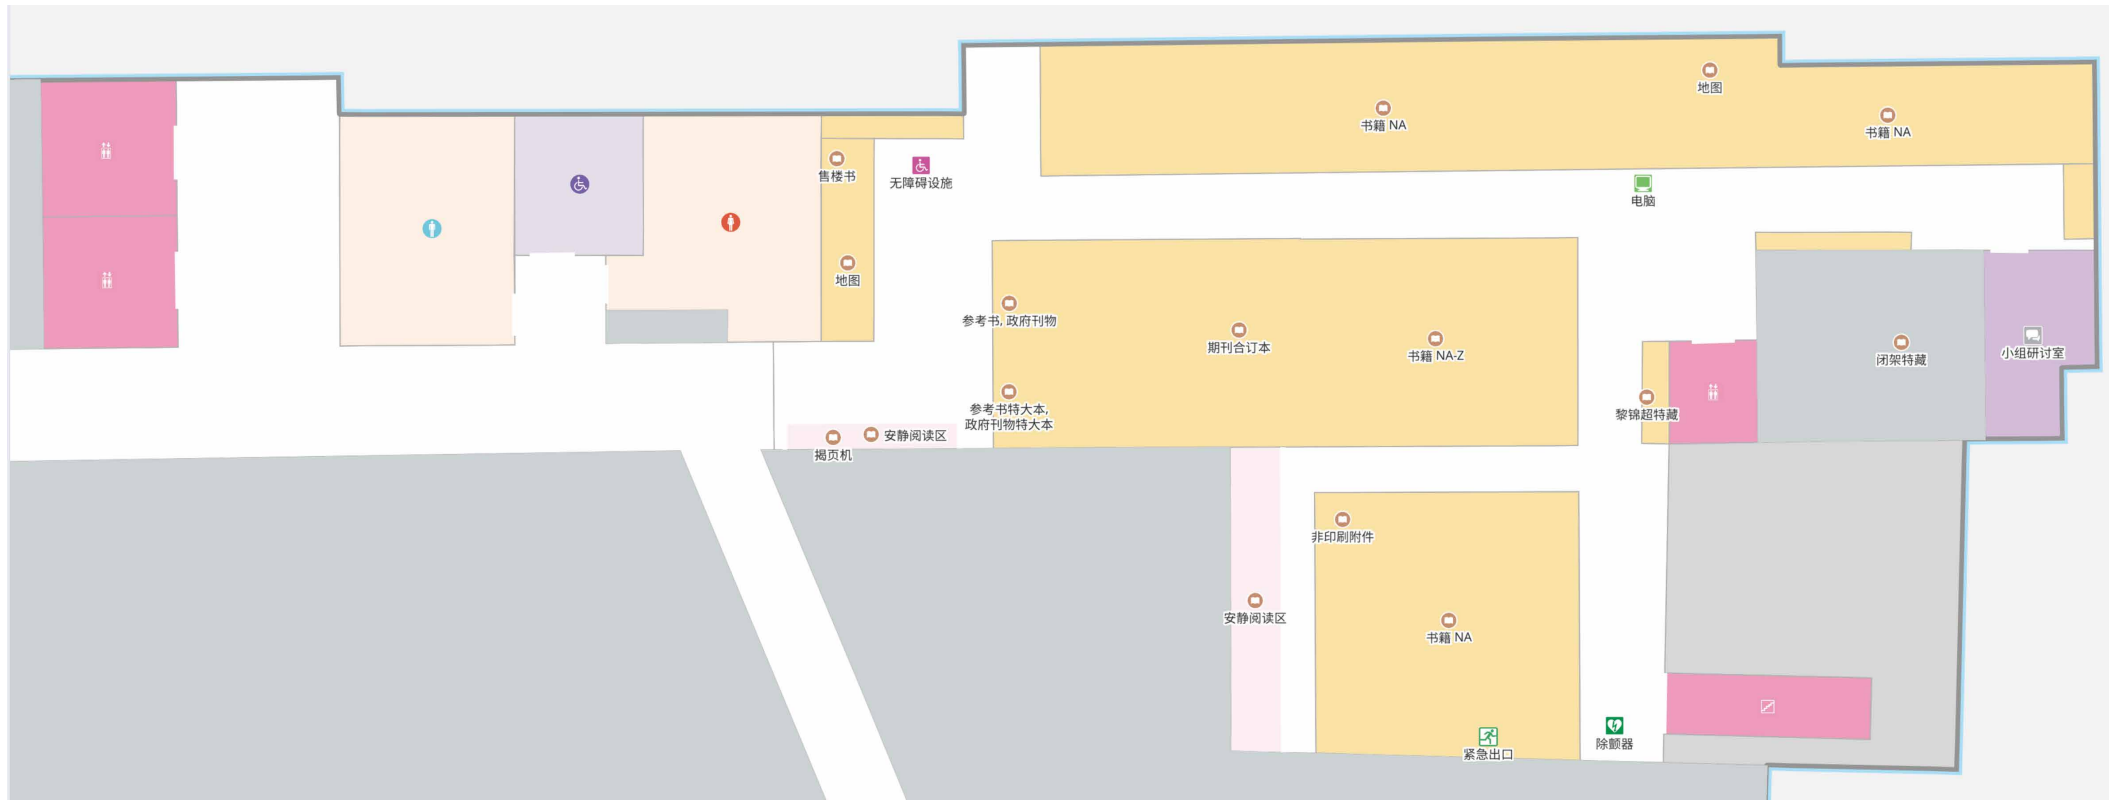 地图
书籍 NA
书籍 NA
售楼书
无障碍设施
电脑
地图
参考书, 政府刊物
期刊合订本
书籍 NA-Z
闭架特藏
小组研讨室
参考书特大本,
政府刊物特大本
黎锦超特藏
安静阅读区
揭页机
非印刷附件
安静阅读区
书籍 NA
紧急出口
除颤器